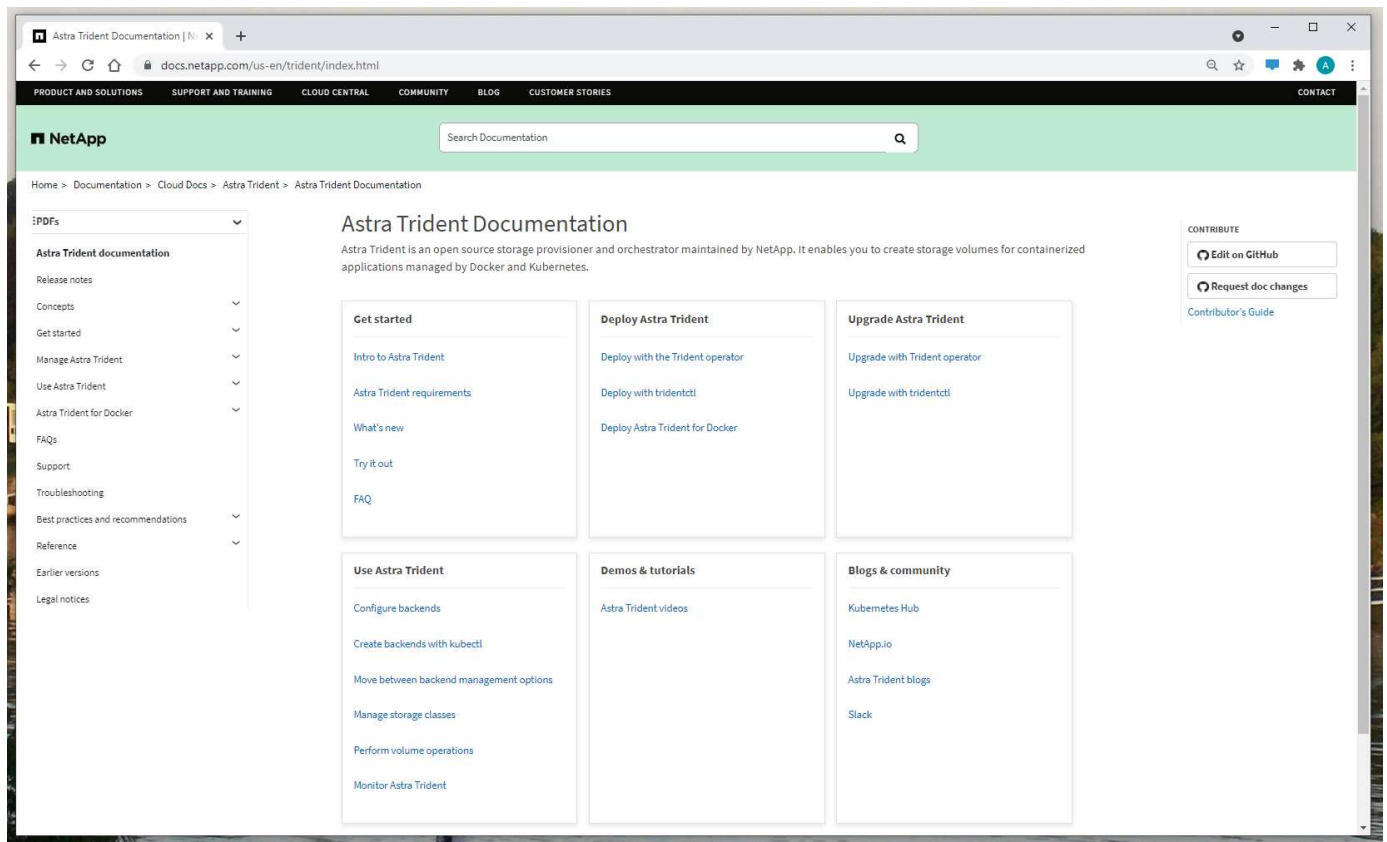 Astra Trident Documentation | N
docs.netapp.com/us-en/trident/index.html
A
PRODUCT AND SOLUTIONS SUPPORT AND TRAINING CLOUD CENTRAL COMMUNITY BLOG CUSTOMER STORIES CONTACT
NetApp
Search Documentation
Home > Documentation > Cloud Docs > Astra Trident > Astra Trident Documentation
PDFs
Astra Trident documentation
Release notes
Concepts
Get started
Manage Astra Trident
Use Astra Trident
Astra Trident for Docker
FAQs
Support
Troubleshooting
Best practices and recommendations
Reference
Earlier versions
Legal notices
Astra Trident Documentation
Astra Trident is an open source storage provisioner and orchestrator maintained by NetApp. It enables you to create storage volumes for containerized
applications managed by Docker and Kubernetes.
Get started
Intro to Astra Trident
Astra Trident requirements
What's new
Try it out
FAQ
Deploy Astra Trident
Deploy with the Trident operator
Deploy with tridentctl
Deploy Astra Trident for Docker
Upgrade Astra Trident
Upgrade with Trident operator
Upgrade with tridentctl
Use Astra Trident
Configure backends
Create backends with kubectl
Move between backend management options
Manage storage classes
Perform volume operations
Monitor Astra Trident
Demos & tutorials
Astra Trident videos
Blogs & community
Kubernetes Hub
NetApp.io
Astra Trident blogs
Slack
CONTRIBUTE
Edit on GitHub
Request doc changes
Contributor's Guide